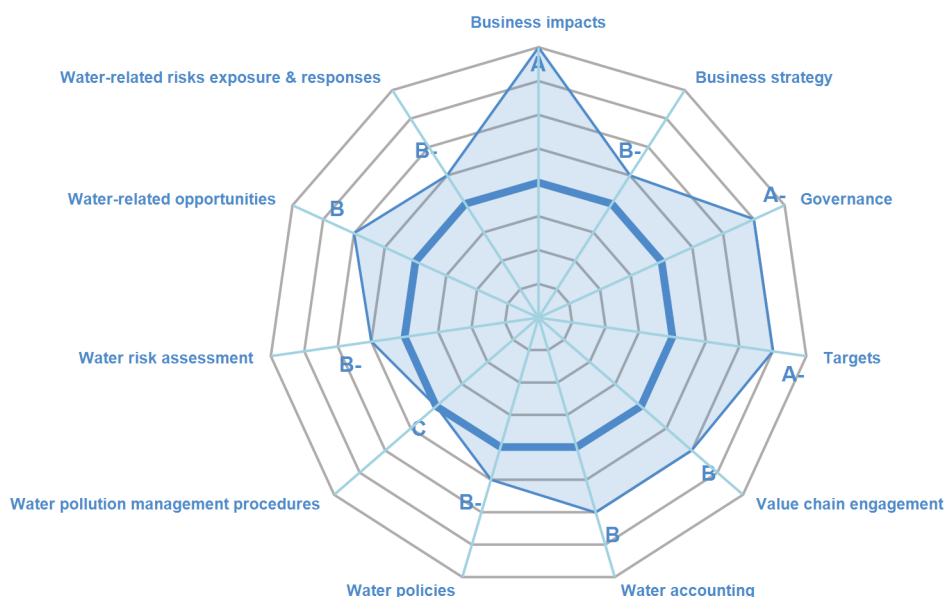 Business impacts
A
Water-related risks exposure & responses
Business strategy
B-
B-
Water-related opportunities
B
A-
Governance
Water risk assessment
B-
Targets
A-
C
Water pollution management procedures
B-
B
Value chain engagement
B
Water policies
Water accounting